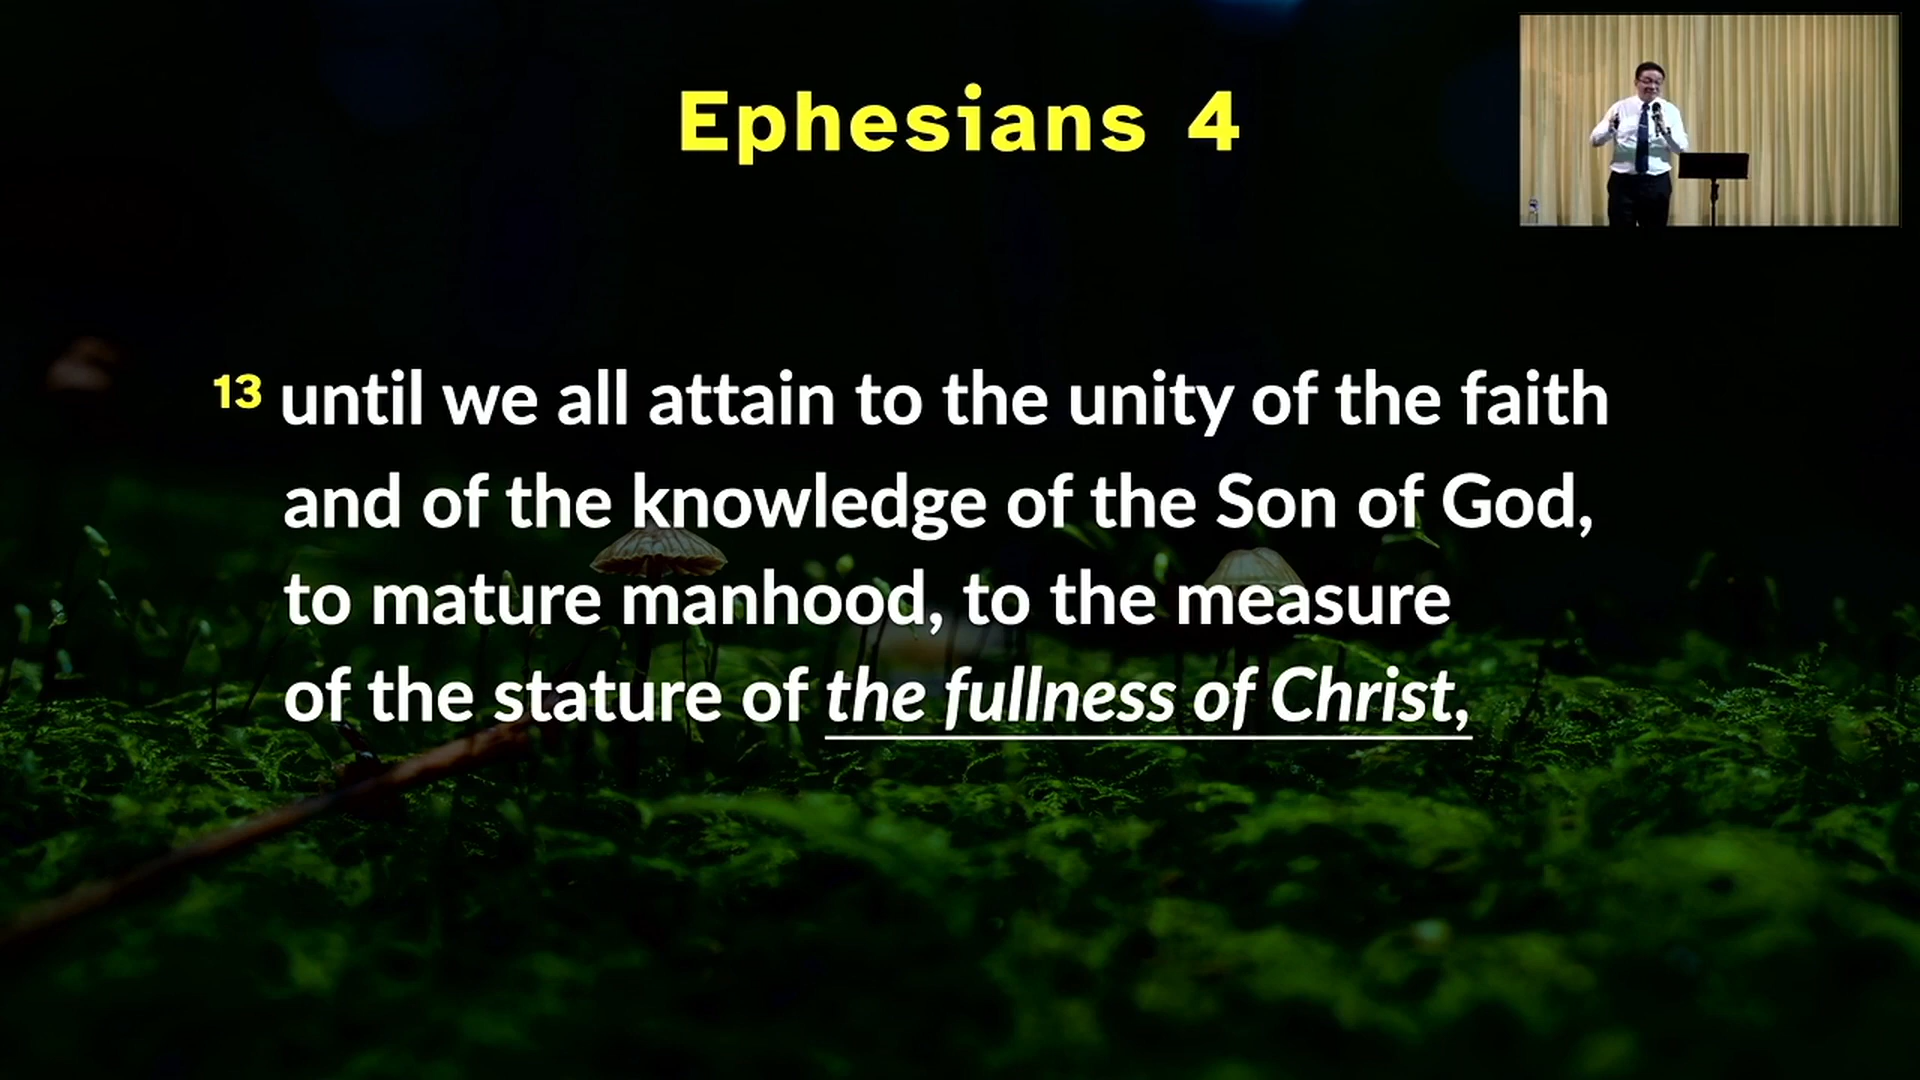 Ephesians 4
13 until we all attain to the unity of the faith
and of the knowledge of the Son of God,
to mature manhood, to the measure
of the stature of the fullness of Christ,